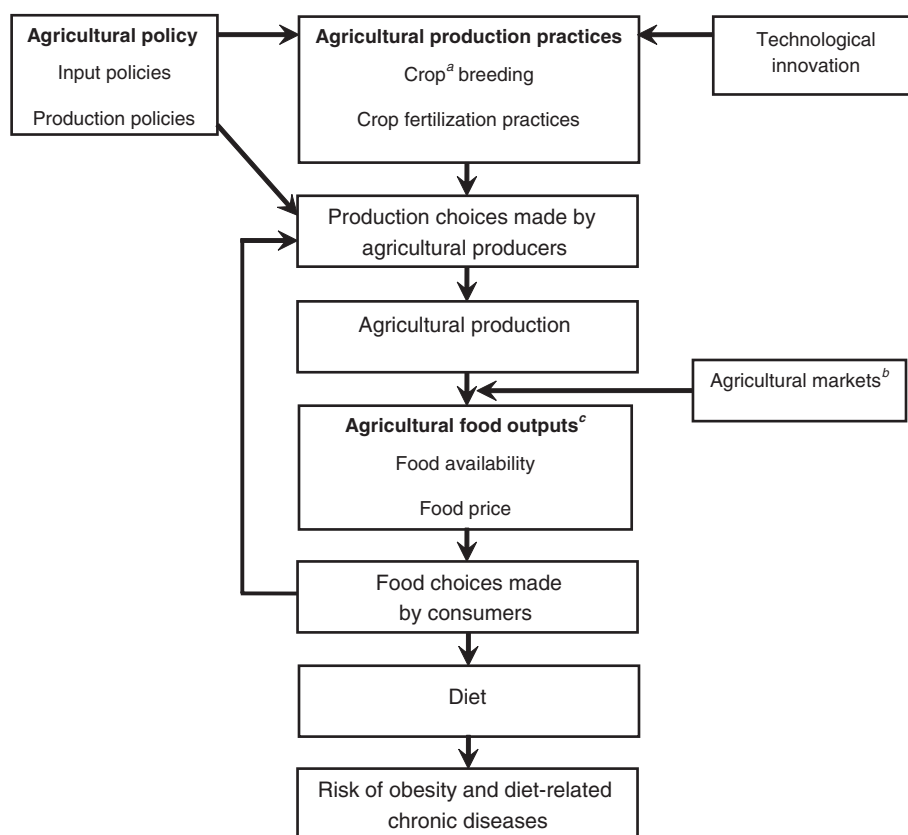 Agricultural policy
Input policies
Production policies
Agricultural production practices
Crop^a breeding
Crop fertilization practices
Technological
innovation
Production choices made by
agricultural producers
Agricultural production
Agricultural markets^b
Agricultural food outputs^c
Food availability
Food price
Food choices made
by consumers
Diet
Risk of obesity and diet-related
chronic diseases